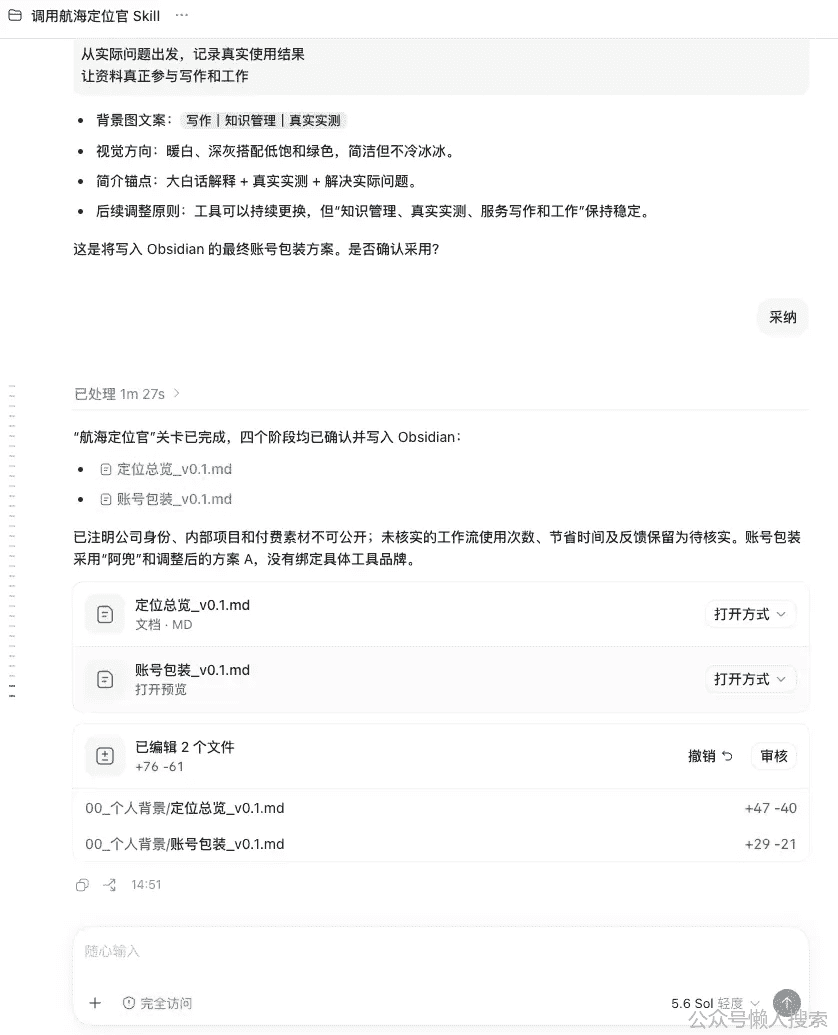 调用航海定位官 Skill ···
从实际问题出发，记录真实使用结果
让资料真正参与写作和工作
• 背景图文案： 写作｜知识管理｜真实实测
• 视觉方向：暖白、深灰搭配低饱和绿色，简洁但不冷冰冰。
• 简介锚点：大白话解释 + 真实实测 + 解决实际问题。
• 后续调整原则：工具可以持续更换，但“知识管理、真实实测、服务写作和工作”保持稳定。
这是将写入 Obsidian 的最终账号包装方案。是否确认采用？
采纳
已处理 1m 27s >
“航海定位官”关卡已完成，四个阶段均已确认并写入 Obsidian：
• 定位总览_v0.1.md
• 账号包装_v0.1.md
已注明公司身份、内部项目和付费素材不可公开；未核实的工作流使用次数、节省时间及反馈保留为待核实。账号包装
采用“阿兜”和调整后的方案 A，没有绑定具体工具品牌。
定位总览_v0.1.md
文档 · MD
打开方式
账号包装_v0.1.md
打开预览
打开方式
已编辑 2 个文件
+76 -61
撤销
审核
00_个人背景/定位总览_v0.1.md +47 -40
00_个人背景/账号包装_v0.1.md +29 -21
14:51
随心输入
+ 完全访问 5.6 Sol 轻度
公众号懒人搜索